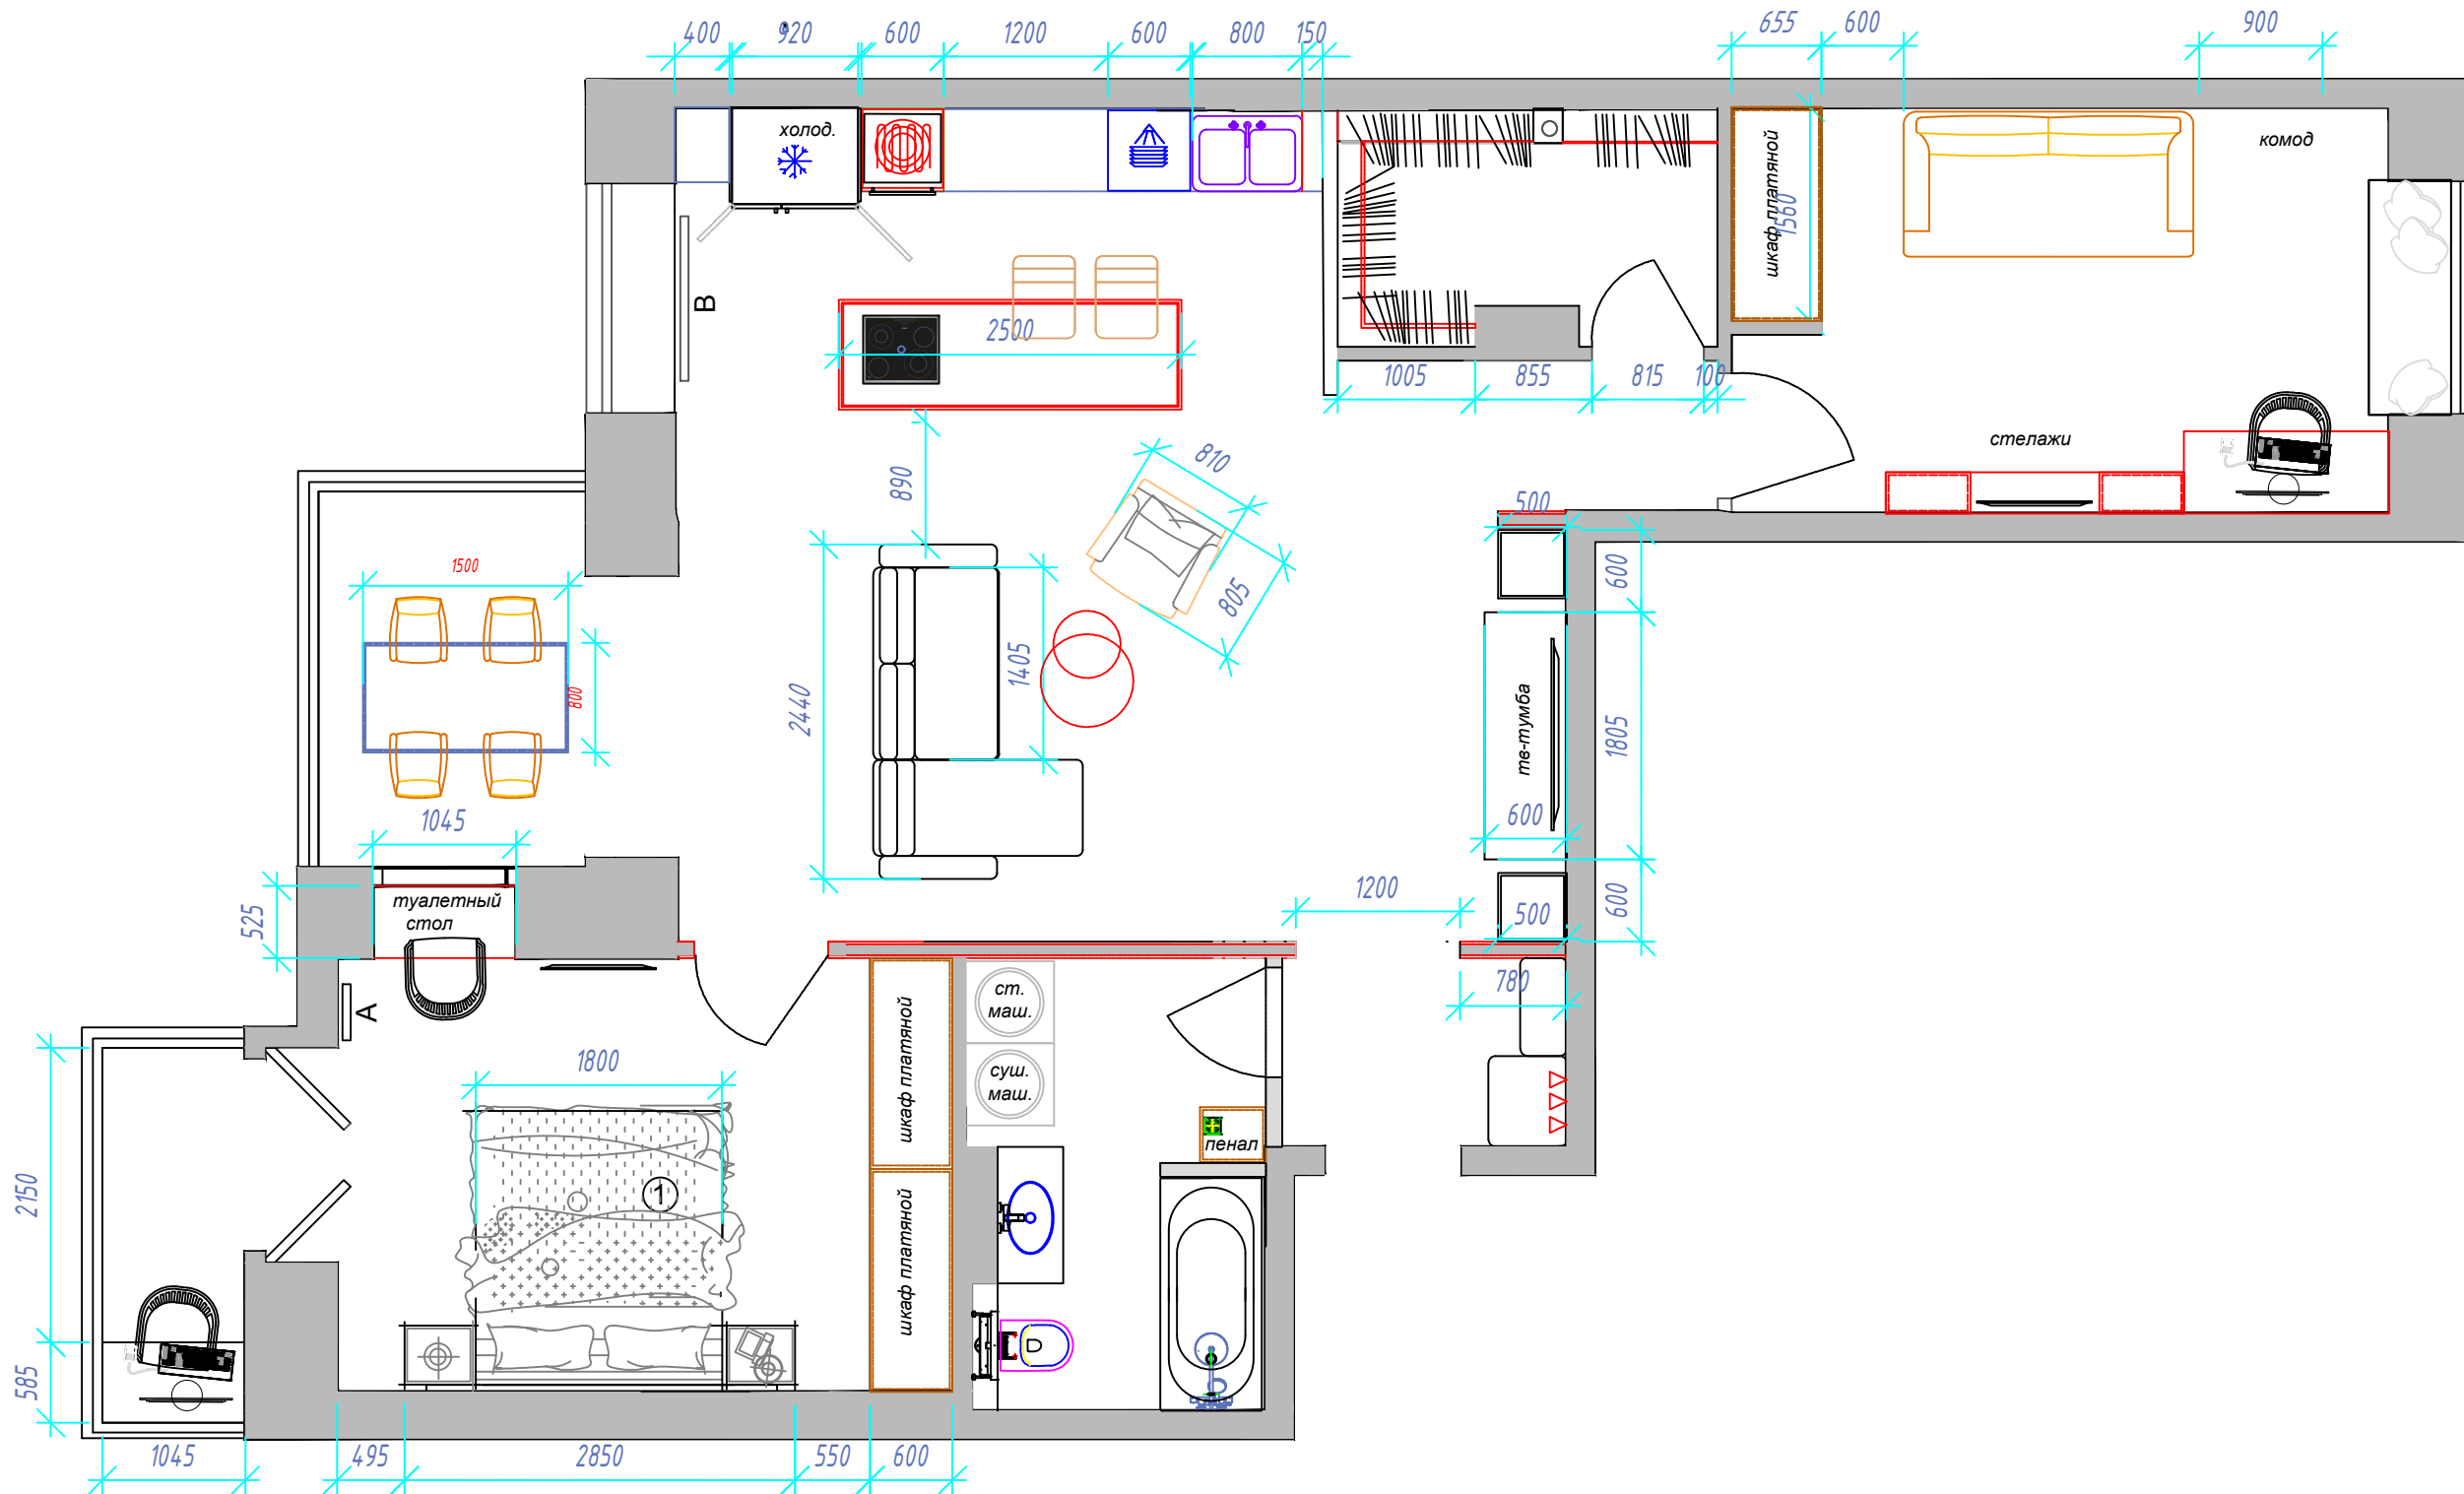 400
920
600
1200
600
800
150
655
600
900
холод.
комод
шкаф платяной
1560
B
2500
1005
855
815
100
стелажи
810
890
500
1500
600
805
1405
2440
800
тв-тумба
1805
1045
600
туалетный
стол
525
1200
500
600
780
ст.
маш.
A
шкаф платяной
1800
суш.
маш.
пенал
1
2150
шкаф платяной
585
1045
495
2850
550
600